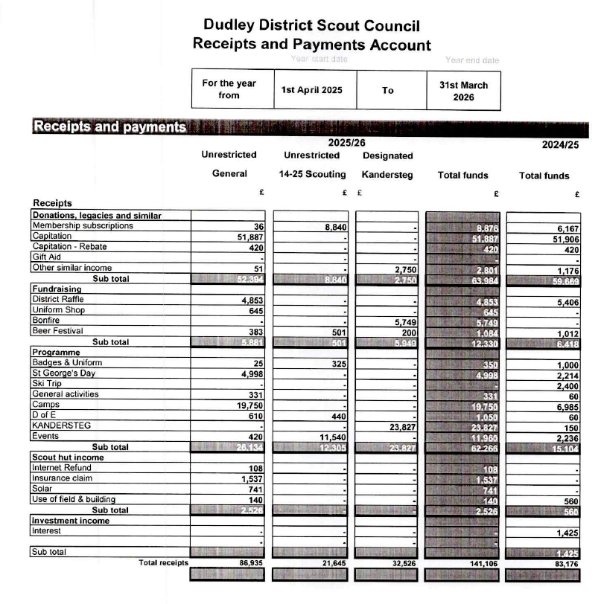 Dudley District Scout Council
Receipts and Payments Account
Year start date Year end date
For the year from 1st April 2025 To 31st March 2026
Receipts and payments
2025/26 2024/25
Unrestricted Unrestricted Designated
General 14-25 Scouting Kandersteg Total funds Total funds
£ £ £ £ £
Receipts
Donations, legacies and similar
Membership subscriptions 36 8,840 - 8,876 6,167
Capitation 51,887 - - 51,887 51,906
Capitation - Rebate 420 - - 420 420
Gift Aid - - - -
Other similar income 51 - 2,750 2,801 1,176
Sub total 52,394 8,840 2,750 63,984 59,669
Fundraising
District Raffle 4,853 - - 4,853 5,406
Uniform Shop 645 - - 645
Bonfire - - 5,749 5,749
Beer Festival 383 501 200 1,084 1,012
Sub total 5,881 501 5,949 12,330 6,418
Programme
Badges & Uniform 25 325 - 350 1,000
St George's Day 4,998 - - 4,998 2,214
Ski Trip - - - - 2,400
General activities 331 - - 331 60
Camps 19,750 - - 19,750 6,985
D of E 610 440 - 1,050 60
KANDERSTEG - - 23,827 23,827 150
Events 420 11,540 - 11,960 2,236
Sub total 26,134 12,305 23,827 62,266 15,104
Scout hut income
Internet Refund 108 - - 108
Insurance claim 1,537 - - 1,537
Solar 741 - - 741
Use of field & building 140 - - 140 560
Sub total 2,526 - - 2,526 560
Investment income
Interest - - - - 1,425
- - - -
Sub total - - - - 1,425
Total receipts 86,935 21,645 32,526 141,106 83,176